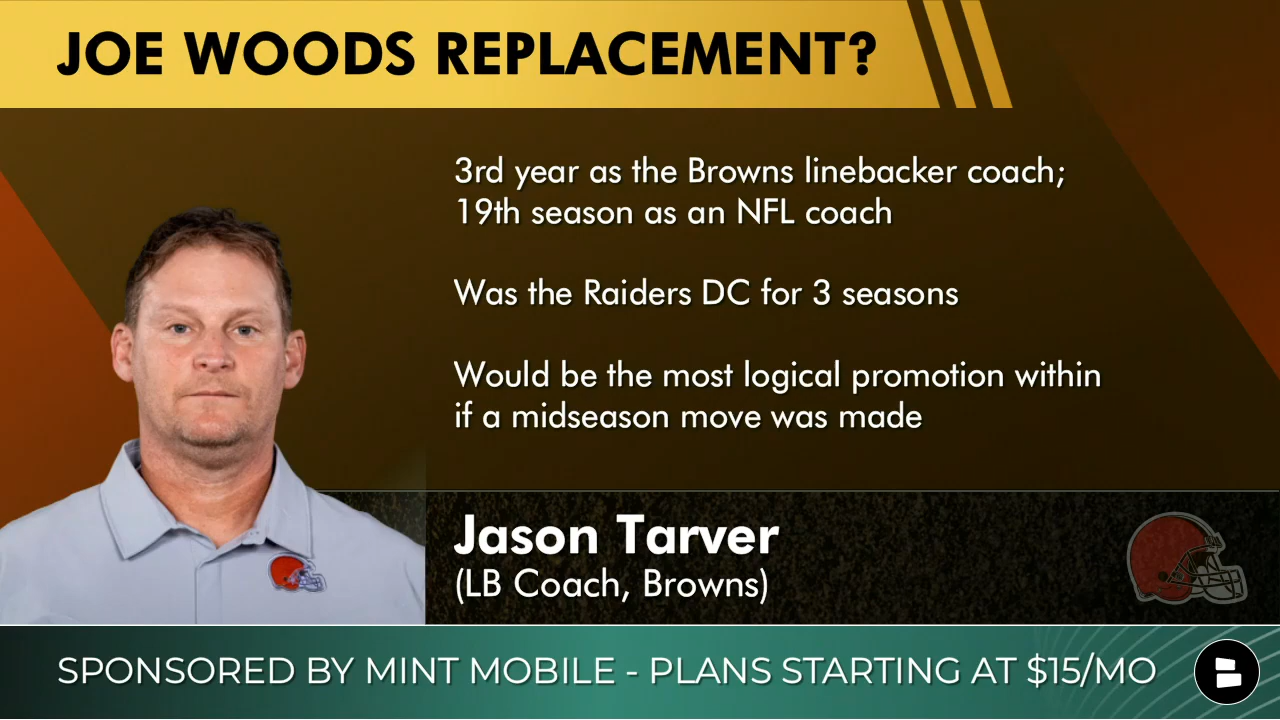 JOE WOODS REPLACEMENT?
3rd year as the Browns linebacker coach;
19th season as an NFL coach
Was the Raiders DC for 3 seasons
Would be the most logical promotion within
if a midseason move was made
Jason Tarver
(LB Coach, Browns)
SPONSORED BY MINT MOBILE - PLANS STARTING AT $15/MO